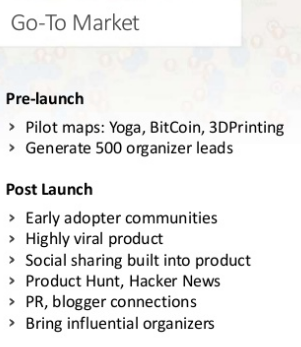 Go-To Market
Pre-launch
> Pilot maps: Yoga, BitCoin, 3DPrinting
> Generate 500 organizer leads
Post Launch
> Early adopter communities
> Highly viral product
> Social sharing built into product
> Product Hunt, Hacker News
> PR, blogger connections
> Bring influential organizers